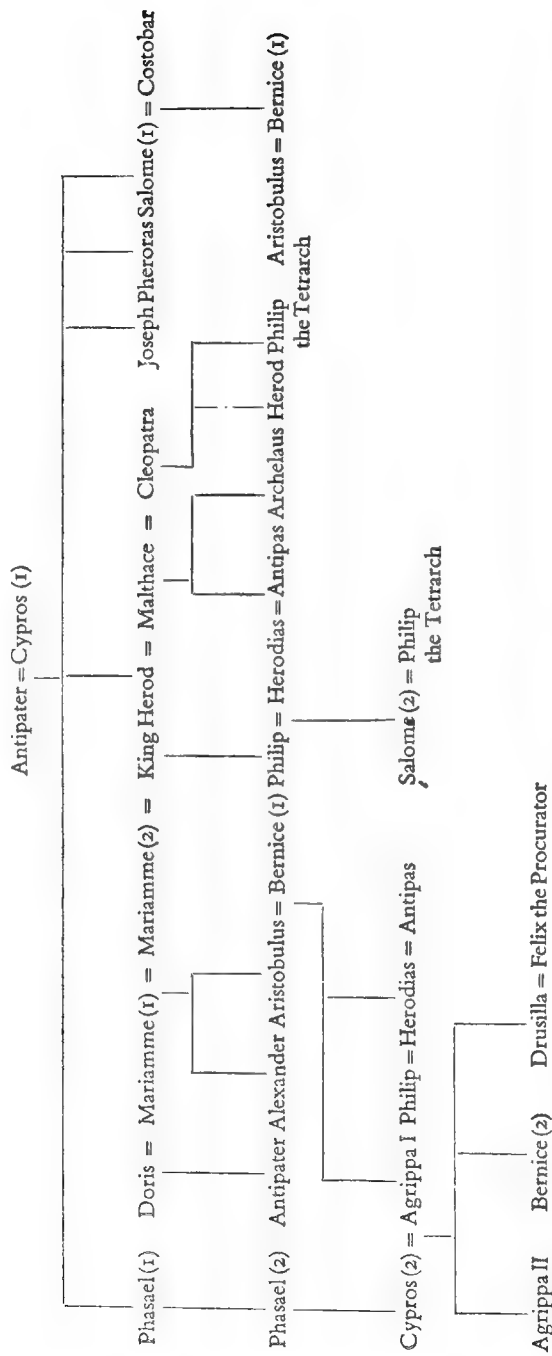 Antipater = Cypros (1)
Phasael (1) Doris = Mariamme (1) = Mariamme (2) = King Herod = Malthace = Cleopatra Joseph Pheroras Salome (1) = Costobar
Phasael (2) Antipater Alexander Aristobulus = Bernice (1) Philip = Herodias = Antipas Archelaus Herod Philip Aristobulus = Bernice (1)
the Tetrarch
Cypros (2) = Agrippa I Philip = Herodias = Antipas Salome (2) = Philip
the Tetrarch
Agrippa II Bernice (2) Drusilla = Felix the Procurator